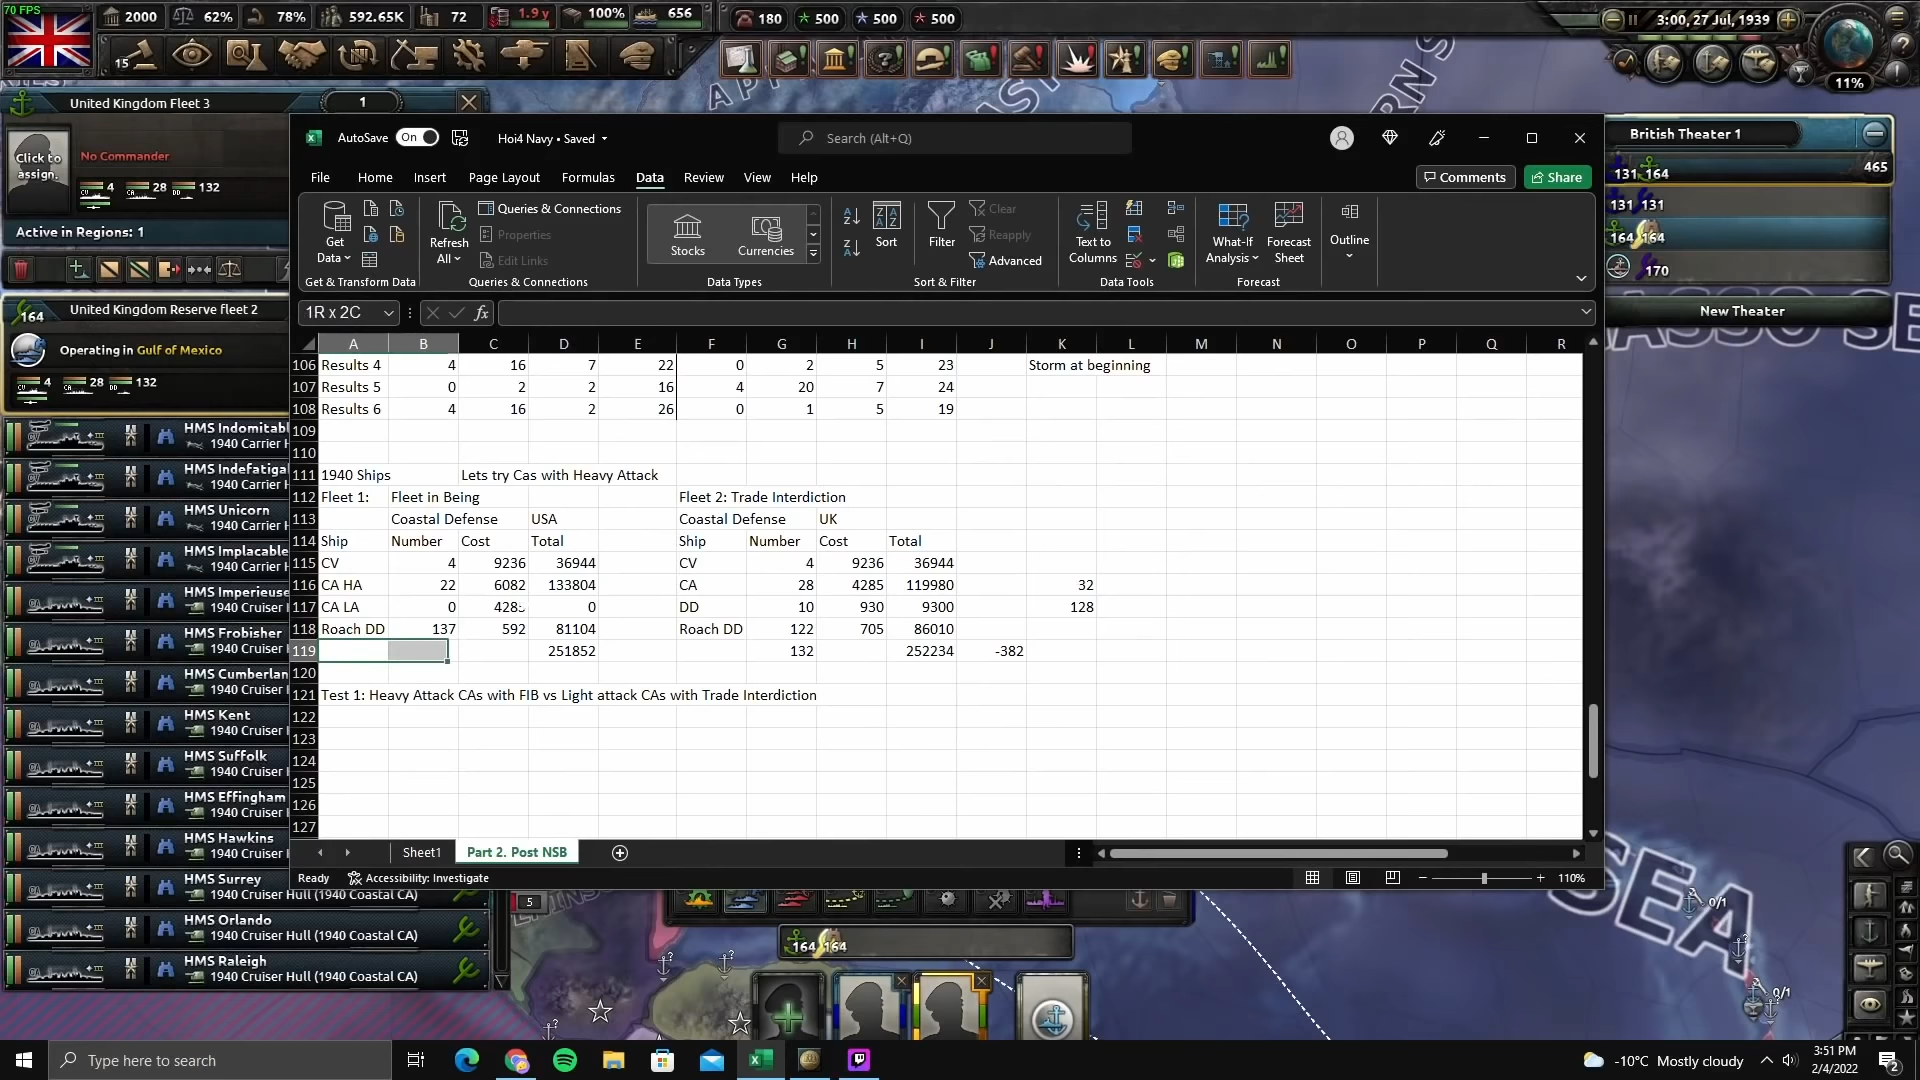 70 FPS
2000 62% 78% 592.65K 72 1.9 y 100% 656 180 500 500 500
3:00, 27 Jul, 1939
15
11%
United Kingdom Fleet 3 1
Click to assign.
No Commander
4 28 132
Active in Regions: 1
164 United Kingdom Reserve fleet 2
Operating in Gulf of Mexico
4 28 132
HMS Indomitabl
1940 Carrier H
HMS Indefatiga
1940 Carrier H
HMS Unicorn
1940 Carrier H
HMS Implacable
1940 Carrier H
HMS Imperieuse
1940 Cruiser H
HMS Frobisher
1940 Cruiser H
HMS Cumberlan
1940 Cruiser H
HMS Kent
1940 Cruiser H
HMS Suffolk
1940 Cruiser H
HMS Effingham
1940 Cruiser H
HMS Hawkins
1940 Cruiser H
HMS Surrey
1940 Cruiser Hull (1940 Coastal CA)
HMS Orlando
1940 Cruiser Hull (1940 Coastal CA)
HMS Raleigh
1940 Cruiser Hull (1940 Coastal CA)
AutoSave On Hoi4 Navy • Saved Search (Alt+Q)
File Home Insert Page Layout Formulas Data Review View Help Comments Share
Get Data
Refresh All
Queries & Connections
Properties
Edit Links
Stocks Currencies
Sort
Filter
Clear
Reapply
Advanced
Text to Columns
What-If Analysis
Forecast Sheet
Outline
Get & Transform Data Queries & Connections Data Types Sort & Filter Data Tools Forecast
1R x 2C fx
A B C D E F G H I J K L M N O P Q R
106 Results 4 4 16 7 22 0 2 5 23 Storm at beginning
107 Results 5 0 2 2 16 4 20 7 24
108 Results 6 4 16 2 26 0 1 5 19
109
110
111 1940 Ships Lets try Cas with Heavy Attack
112 Fleet 1: Fleet in Being Fleet 2: Trade Interdiction
113 Coastal Defense USA Coastal Defense UK
114 Ship Number Cost Total Ship Number Cost Total
115 CV 4 9236 36944 CV 4 9236 36944
116 CA HA 22 6082 133804 CA 28 4285 119980 32
117 CA LA 0 4285 0 DD 10 930 9300 128
118 Roach DD 137 592 81104 Roach DD 122 705 86010
119 251852 132 252234 -382
120
121 Test 1: Heavy Attack CAs with FIB vs Light attack CAs with Trade Interdiction
122
123
124
125
126
127
Sheet1 Part 2. Post NSB
Ready Accessibility: Investigate 110%
British Theater 1
131 164 465
131 131
164 164
170
New Theater
5
164 164
0/1
0/1
Type here to search
-10°C Mostly cloudy
3:51 PM
2/4/2022
2